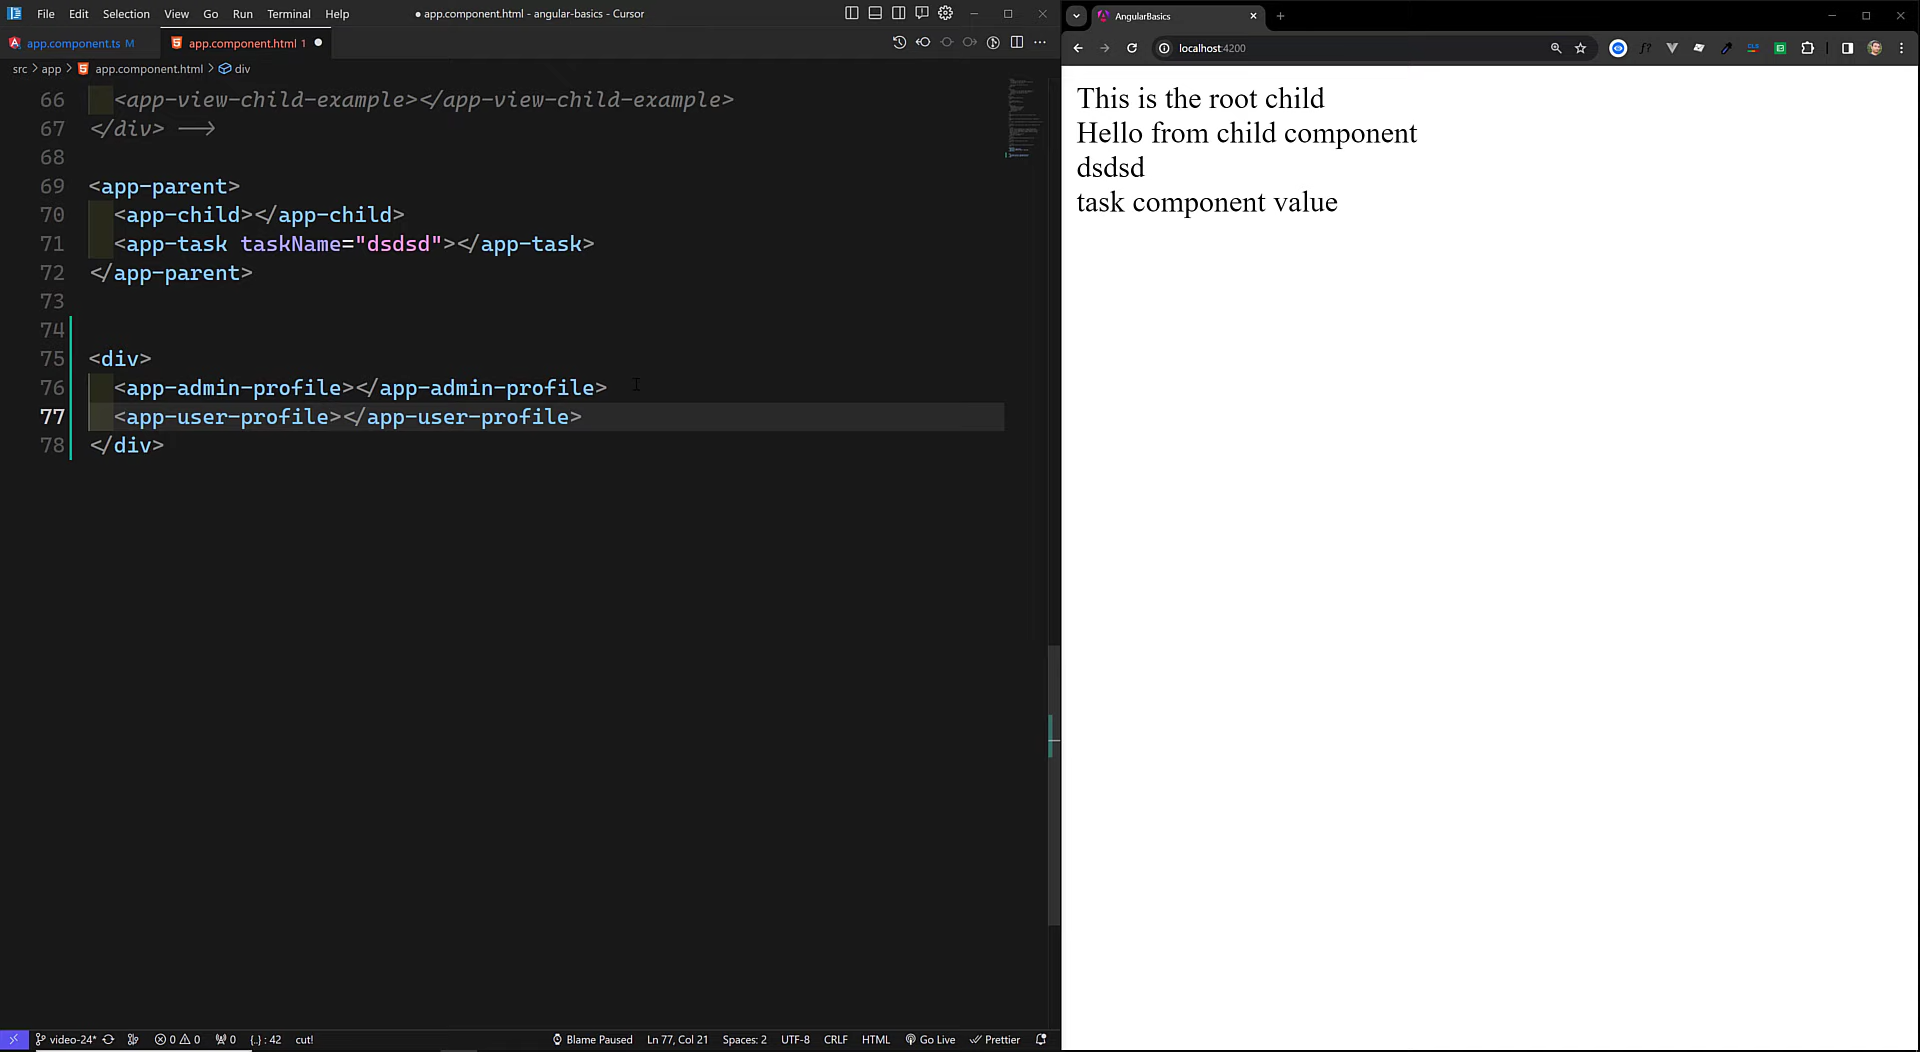 File Edit Selection View Go Run Terminal Help
● app.component.html - angular-basics - Cursor
app.component.ts M
app.component.html 1 ●
src > app > app.component.html > div
66 <app-view-child-example></app-view-child-example>
67 </div> -->
68
69 <app-parent>
70 <app-child></app-child>
71 <app-task taskName="dsdsd"></app-task>
72 </app-parent>
73
74
75 <div>
76 <app-admin-profile></app-admin-profile>
77 <app-user-profile></app-user-profile>
78 </div>
video-24* 0 0 0 {..} : 42 cut! Blame Paused Ln 77, Col 21 Spaces: 2 UTF-8 CRLF HTML Go Live Prettier
AngularBasics
localhost:4200
This is the root child
Hello from child component
dsdsd
task component value